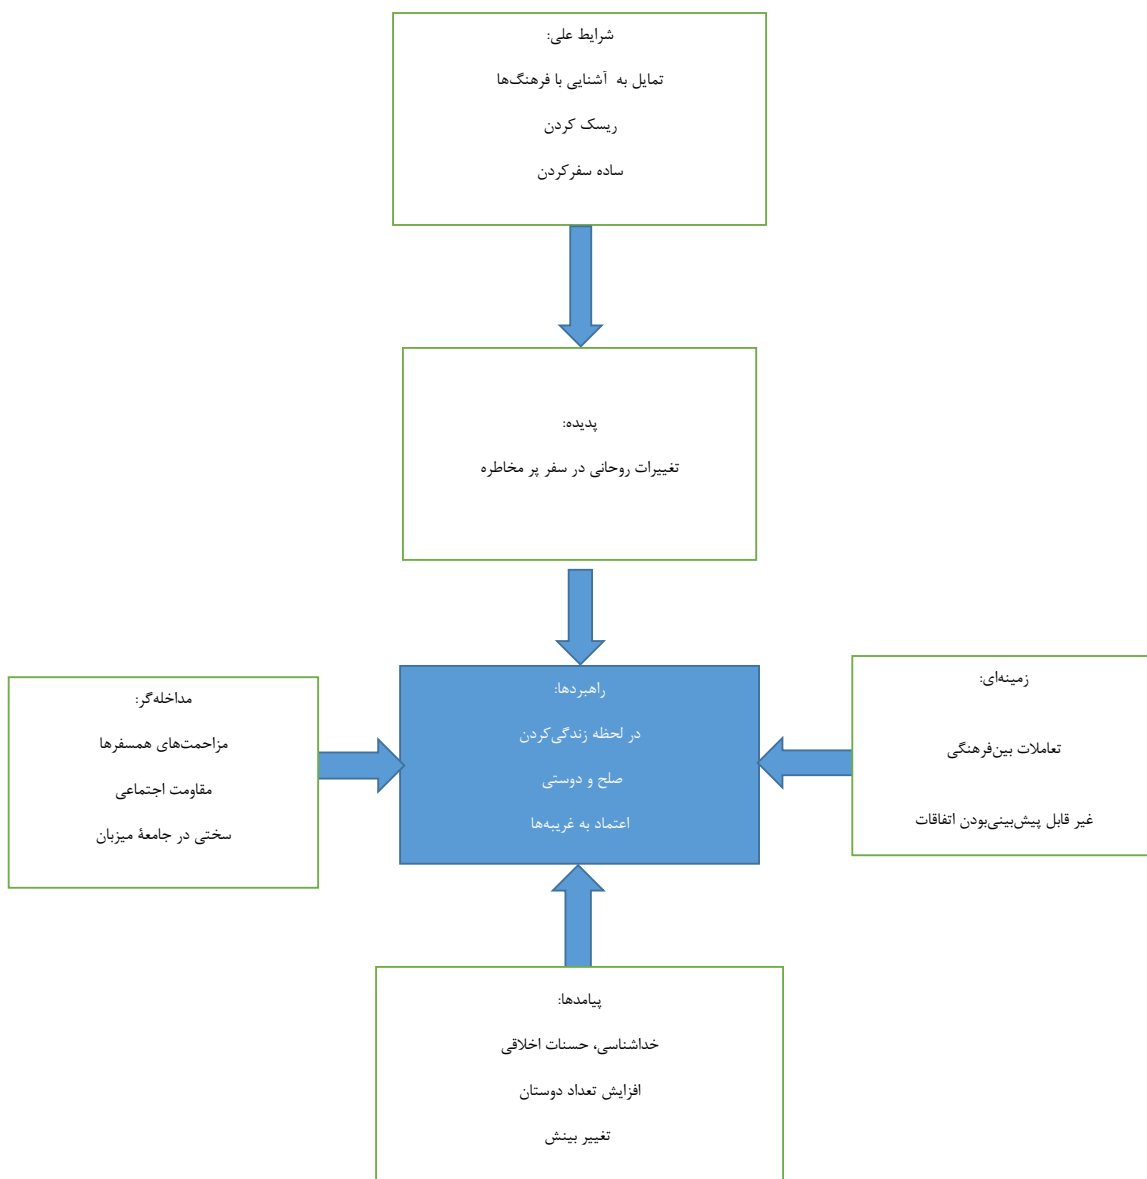 شرایط علی:
تمایل به آشنایی با فرهنگ‌ها
ریسک کردن
ساده سفرکردن
پدیده:
تغییرات روحانی در سفر پر مخاطره
زمینه‌ای:
تعاملات بین‌فرهنگی
غیر قابل پیش‌بینی‌بودن اتفاقات
راهبردها:
در لحظه زندگی‌کردن
صلح و دوستی
اعتماد به غریبه‌ها
مداخله‌گر:
مزاحمت‌های همسفرها
مقاومت اجتماعی
سختی در جامعهٔ میزبان
پیامدها:
خداشناسی، حسنات اخلاقی
افزایش تعداد دوستان
تغییر بینش